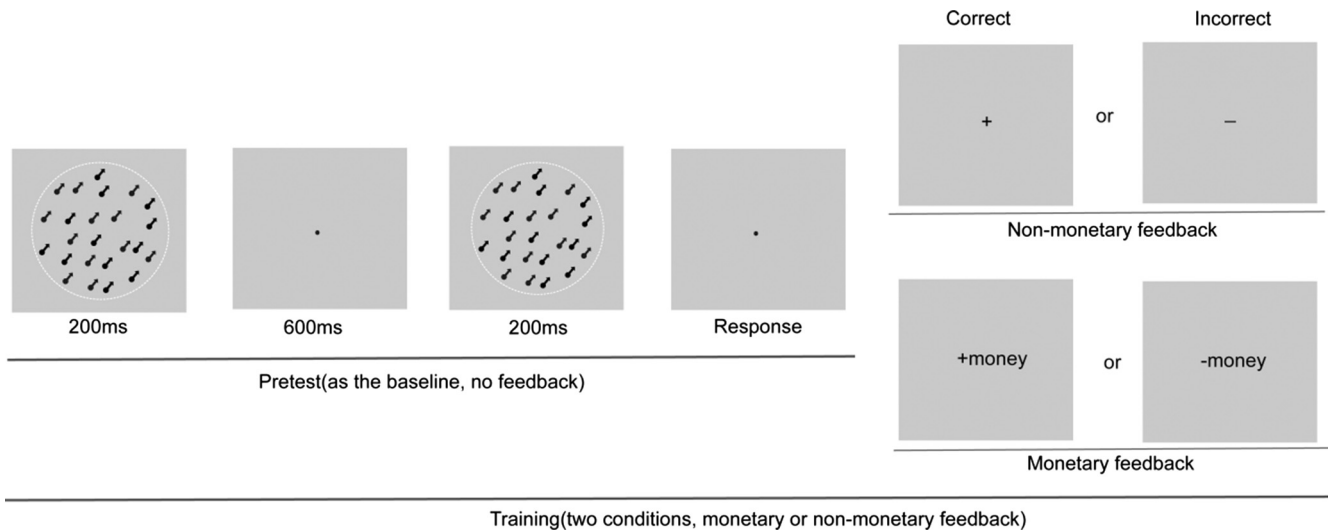 Correct
Incorrect
+
or
–
Non-monetary feedback
200ms
600ms
200ms
Response
+money
or
-money
Pretest(as the baseline, no feedback)
Monetary feedback
Training(two conditions, monetary or non-monetary feedback)